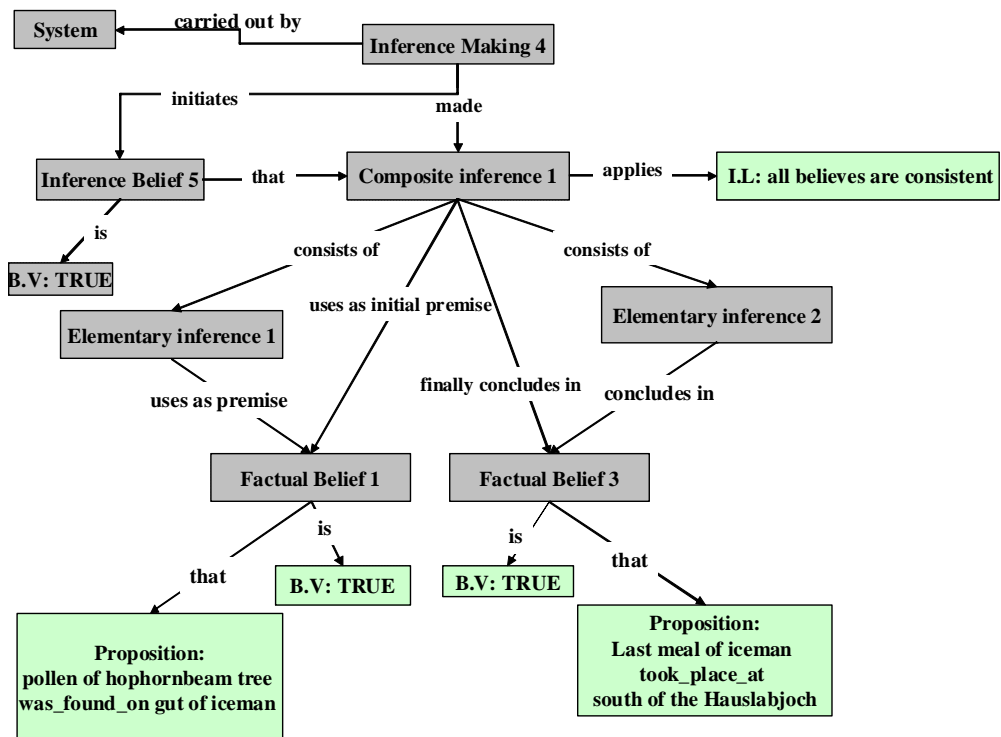 System
carried out by
Inference Making 4
initiates
made
Inference Belief 5
that
Composite inference 1
applies
I.L: all believes are consistent
is
B.V: TRUE
consists of
consists of
uses as initial premise
Elementary inference 1
Elementary inference 2
finally concludes in
uses as premise
concludes in
Factual Belief 1
Factual Belief 3
is
is
that
that
B.V: TRUE
B.V: TRUE
Proposition:
pollen of hophornbeam tree
was_found_on gut of iceman
Proposition:
Last meal of iceman
took_place_at
south of the Hauslabjoch